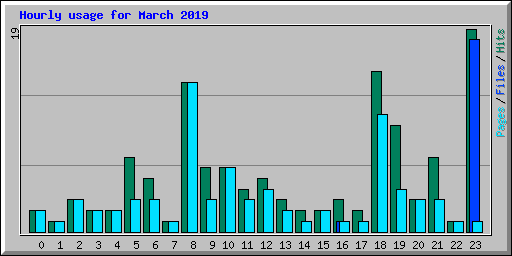 Hourly usage for March 2019
19
Pages / Files / Hits
0 1 2 3 4 5 6 7 8 9 10 11 12 13 14 15 16 17 18 19 20 21 22 23